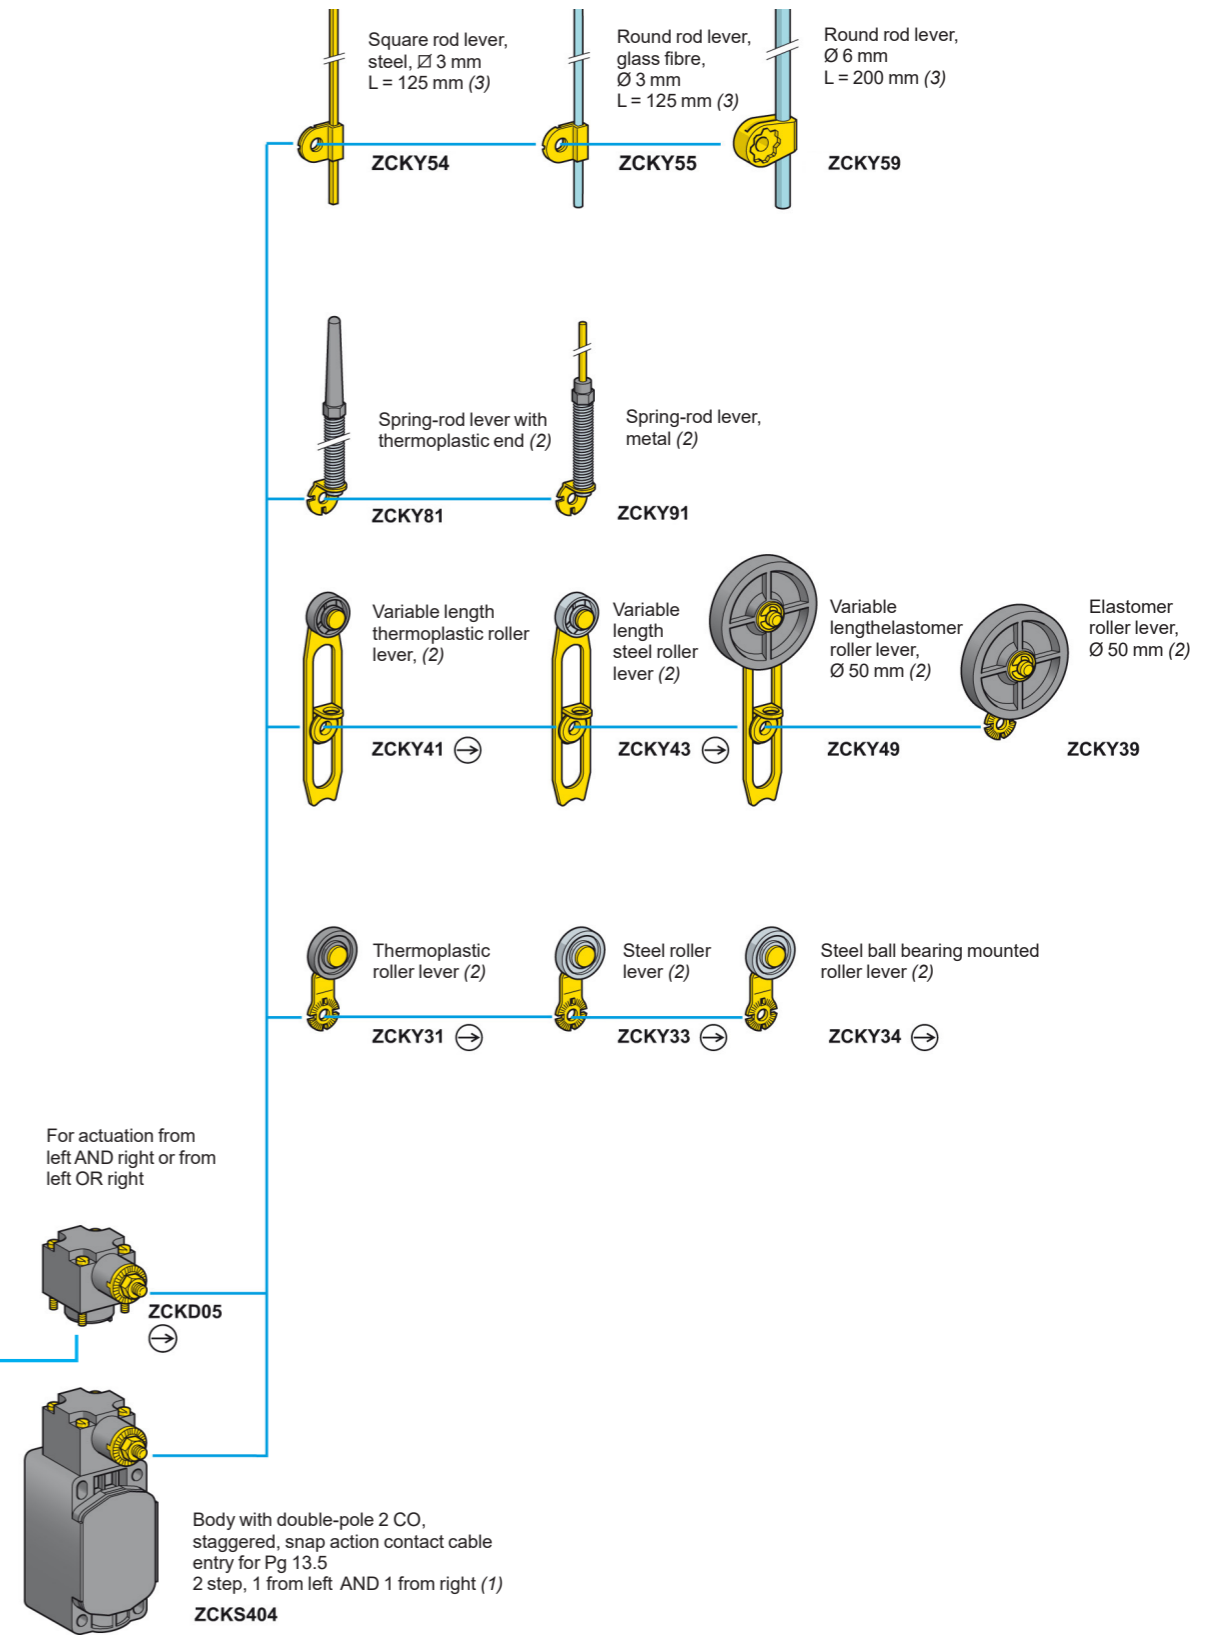 Square rod lever,
steel, ⌀ 3 mm
L = 125 mm (3)
ZCKY54
Round rod lever,
glass fibre,
Ø 3 mm
L = 125 mm (3)
ZCKY55
Round rod lever,
Ø 6 mm
L = 200 mm (3)
ZCKY59
Spring-rod lever with
thermoplastic end (2)
ZCKY81
Spring-rod lever,
metal (2)
ZCKY91
Variable length
thermoplastic roller
lever, (2)
ZCKY41
Variable
length
steel roller
lever (2)
ZCKY43
Variable
lengthelastomer
roller lever,
Ø 50 mm (2)
ZCKY49
Elastomer
roller lever,
Ø 50 mm (2)
ZCKY39
Thermoplastic
roller lever (2)
ZCKY31
Steel roller
lever (2)
ZCKY33
Steel ball bearing mounted
roller lever (2)
ZCKY34
For actuation from
left AND right or from
left OR right
ZCKD05
Body with double-pole 2 CO,
staggered, snap action contact cable
entry for Pg 13.5
2 step, 1 from left AND 1 from right (1)
ZCKS404